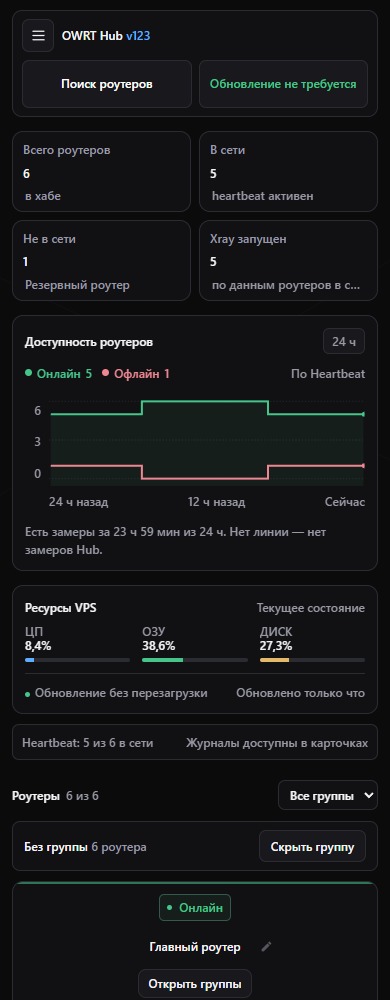 OWRT Hub v123
Поиск роутеров
Обновление не требуется
Всего роутеров
6
в хабе
В сети
5
heartbeat активен
Не в сети
1
Резервный роутер
Xray запущен
5
по данным роутеров в с...
Доступность роутеров
24 ч
Онлайн 5 Офлайн 1
По Heartbeat
6
3
0
24 ч назад
12 ч назад
Сейчас
Есть замеры за 23 ч 59 мин из 24 ч. Нет линии — нет
замеров Hub.
Ресурсы VPS
Текущее состояние
ЦП
8,4%
ОЗУ
38,6%
ДИСК
27,3%
Обновление без перезагрузки
Обновлено только что
Heartbeat: 5 из 6 в сети
Журналы доступны в карточках
Роутеры 6 из 6
Все группы
Без группы 6 роутера
Скрыть группу
Онлайн
Главный роутер
Открыть группы